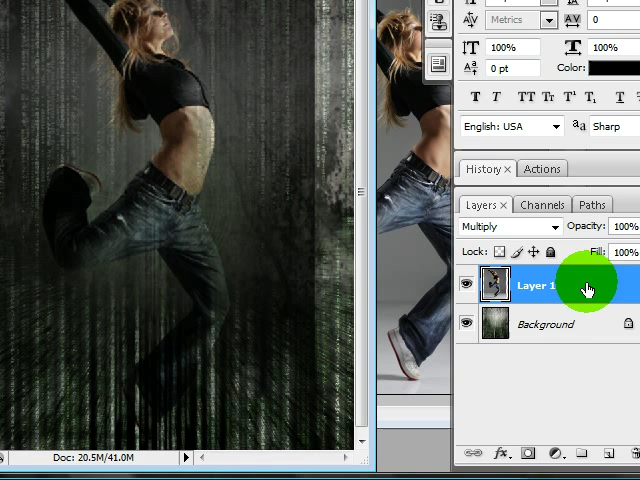 Metrics 0
100% 100%
0 pt Color:
T T TT Tr T¹ T₁ T
English: USA aa Sharp
History × Actions
Layers × Channels Paths
Multiply Opacity: 100%
Lock: Fill: 100%
Layer 1
Background
fx.
Doc: 20.5M/41.0M